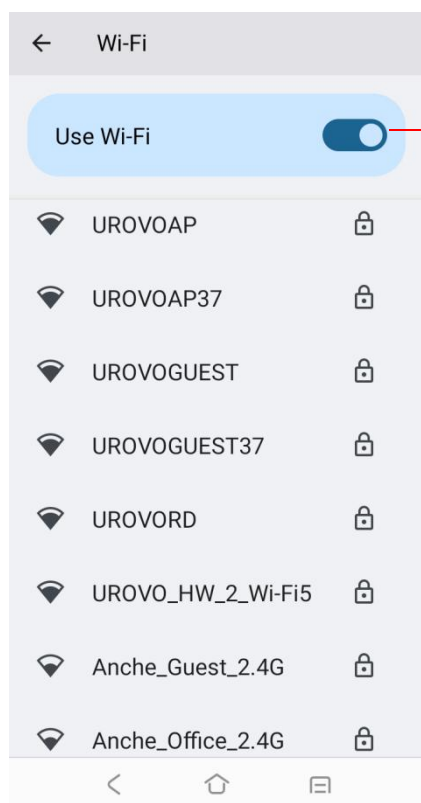 Wi-Fi
Use Wi-Fi
UROVOAP
UROVOAP37
UROVOGUEST
UROVOGUEST37
UROVORD
UROVO_HW_2_Wi-Fi5
Anche_Guest_2.4G
Anche_Office_2.4G